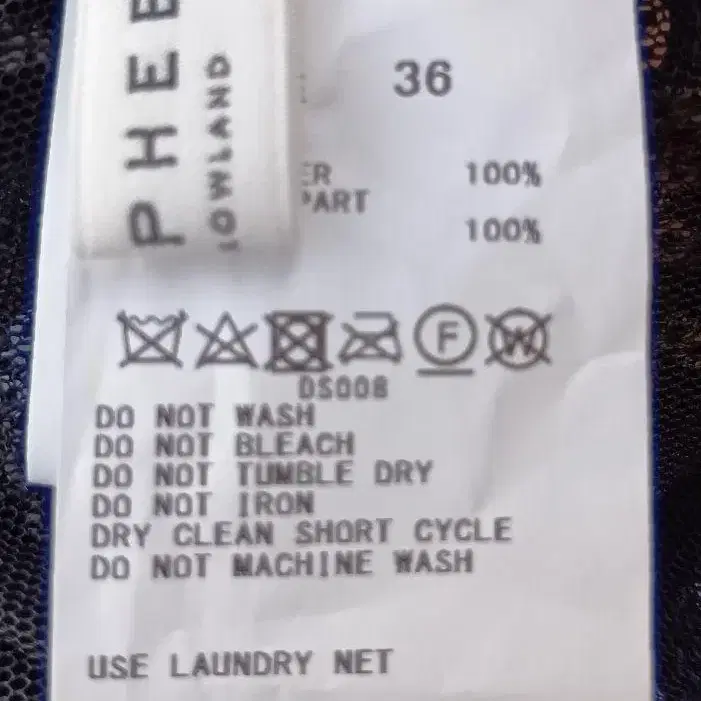 PHEE
LOWLAND
36
ER 100%
PART
100%
F W
DS008
DO NOT WASH
DO NOT BLEACH
DO NOT TUMBLE DRY
DO NOT IRON
DRY CLEAN SHORT CYCLE
DO NOT MACHINE WASH
USE LAUNDRY NET